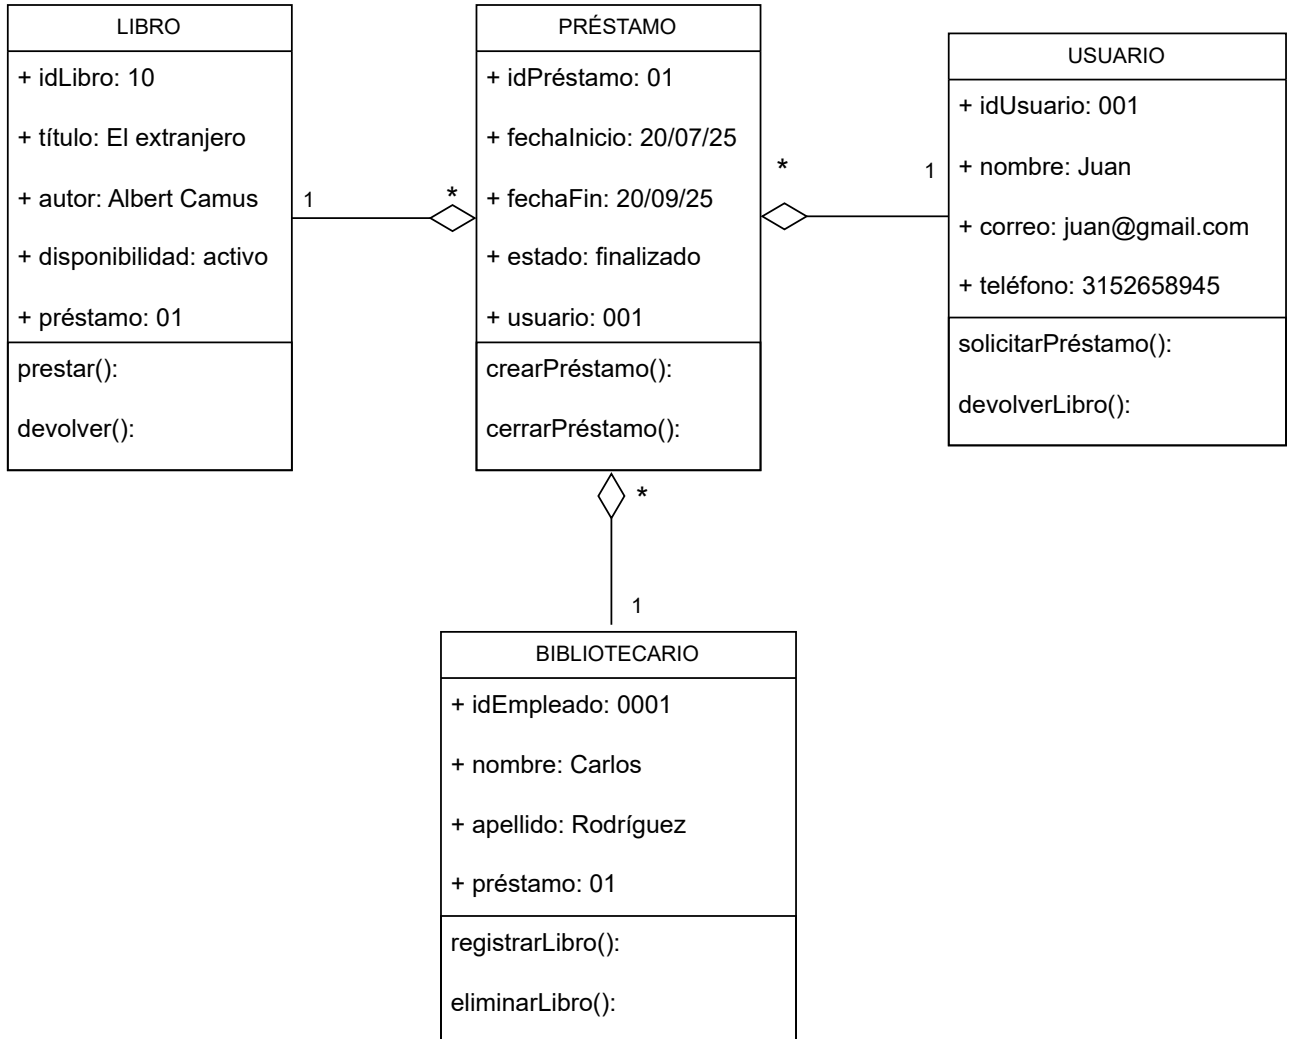 LIBRO
+ idLibro: 10
+ título: El extranjero
+ autor: Albert Camus
+ disponibilidad: activo
+ préstamo: 01
prestar():
devolver():
1
*
PRÉSTAMO
+ idPréstamo: 01
+ fechaInicio: 20/07/25
+ fechaFin: 20/09/25
+ estado: finalizado
+ usuario: 001
crearPréstamo():
cerrarPréstamo():
*
1
USUARIO
+ idUsuario: 001
+ nombre: Juan
+ correo: juan@gmail.com
+ teléfono: 3152658945
solicitarPréstamo():
devolverLibro():
*
1
BIBLIOTECARIO
+ idEmpleado: 0001
+ nombre: Carlos
+ apellido: Rodríguez
+ préstamo: 01
registrarLibro():
eliminarLibro():